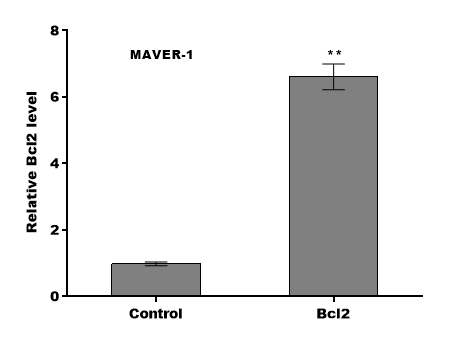 8
MAVER-1
**
6
4
2
0
Relative Bcl2 level
Control
Bcl2